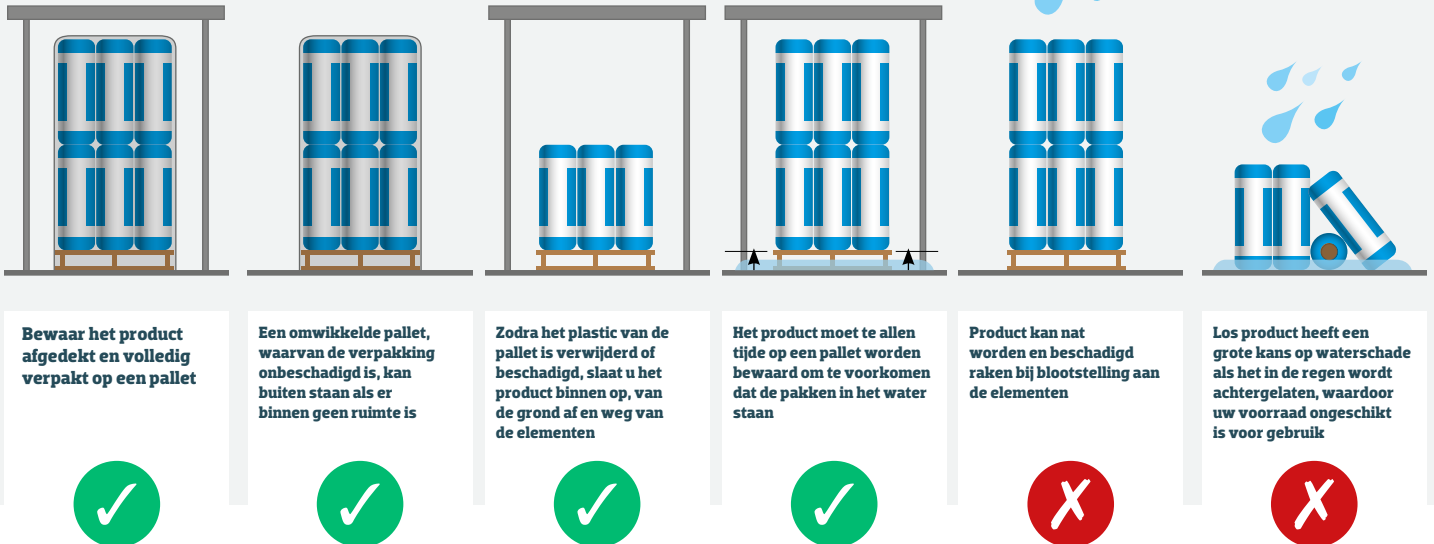 Bewaar het product
afgedekt en volledig
verpakt op een pallet
Een omwikkelde pallet,
waarvan de verpakking
onbeschadigd is, kan
buiten staan als er
binnen geen ruimte is
Zodra het plastic van de
pallet is verwijderd of
beschadigd, slaat u het
product binnen op, van
de grond af en weg van
de elementen
Het product moet te allen
tijde op een pallet worden
bewaard om te voorkomen
dat de pakken in het water
staan
Product kan nat
worden en beschadigd
raken bij blootstelling aan
de elementen
Los product heeft een
grote kans op waterschade
als het in de regen wordt
achtergelaten, waardoor
uw voorraad ongeschikt
is voor gebruik